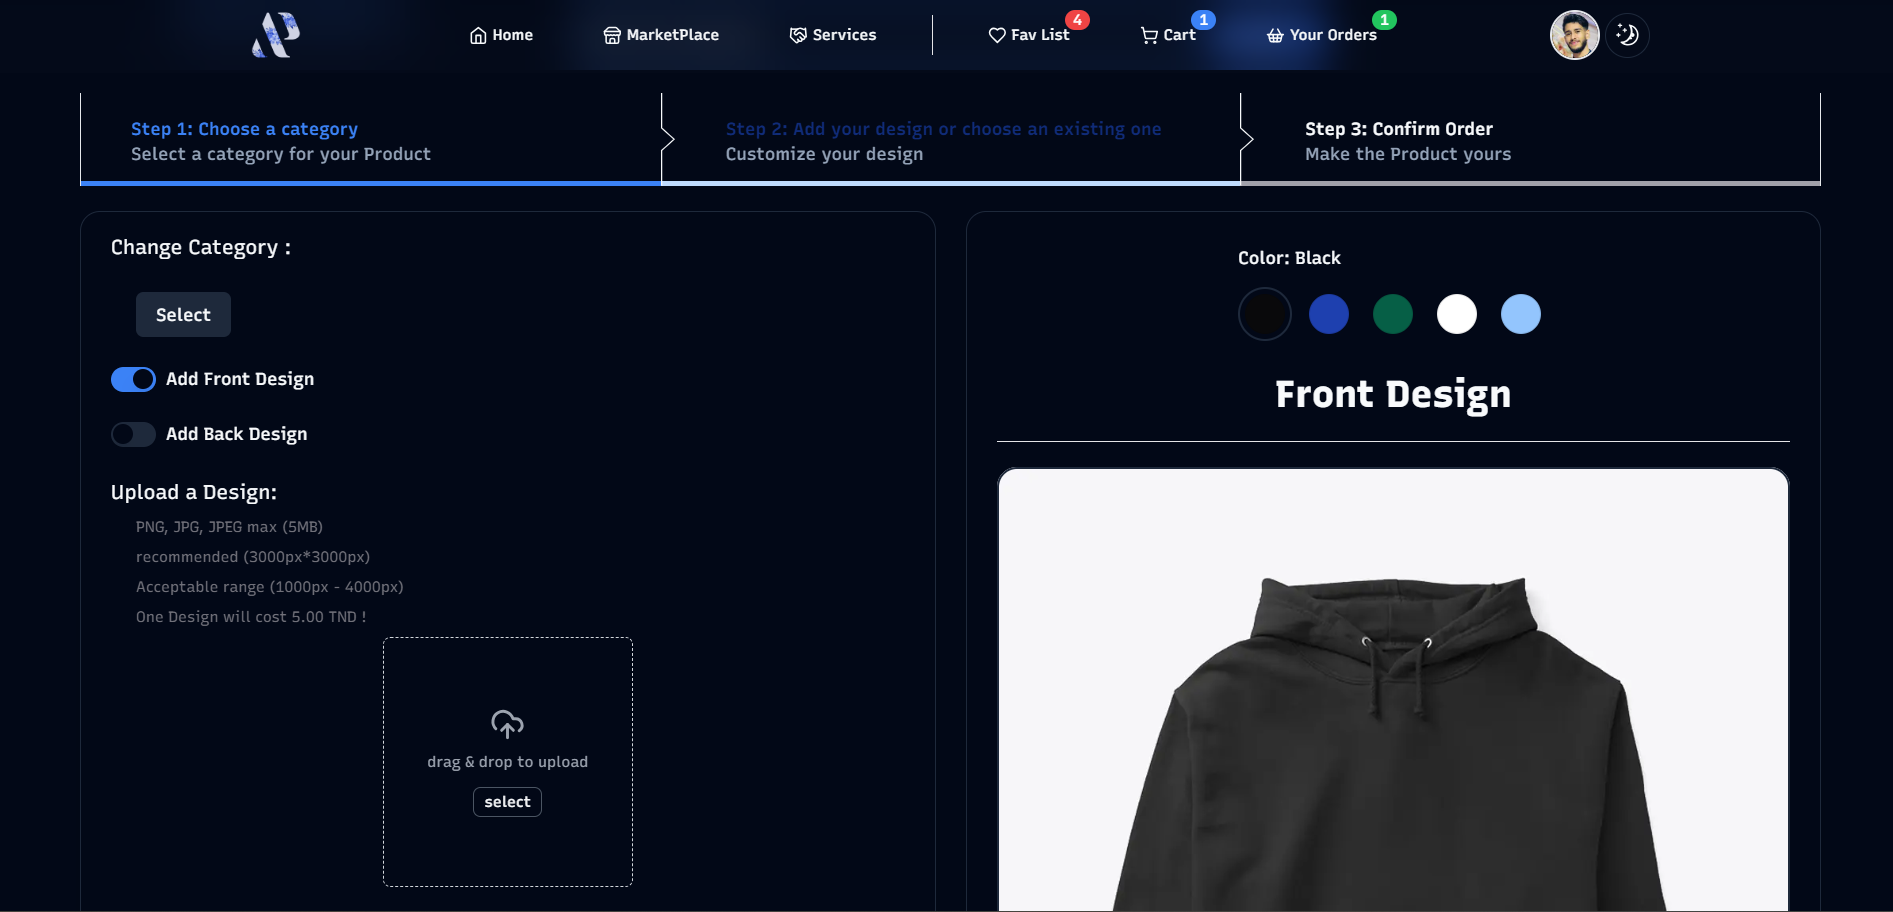 Home
MarketPlace
Services
Fav List
4
Cart
1
Your Orders
1
Step 1: Choose a category
Select a category for your Product
Step 2: Add your design or choose an existing one
Customize your design
Step 3: Confirm Order
Make the Product yours
Change Category :
Select
Add Front Design
Add Back Design
Upload a Design:
PNG, JPG, JPEG max (5MB)
recommended (3000px*3000px)
Acceptable range (1000px - 4000px)
One Design will cost 5.00 TND !
drag & drop to upload
select
Color: Black
Front Design